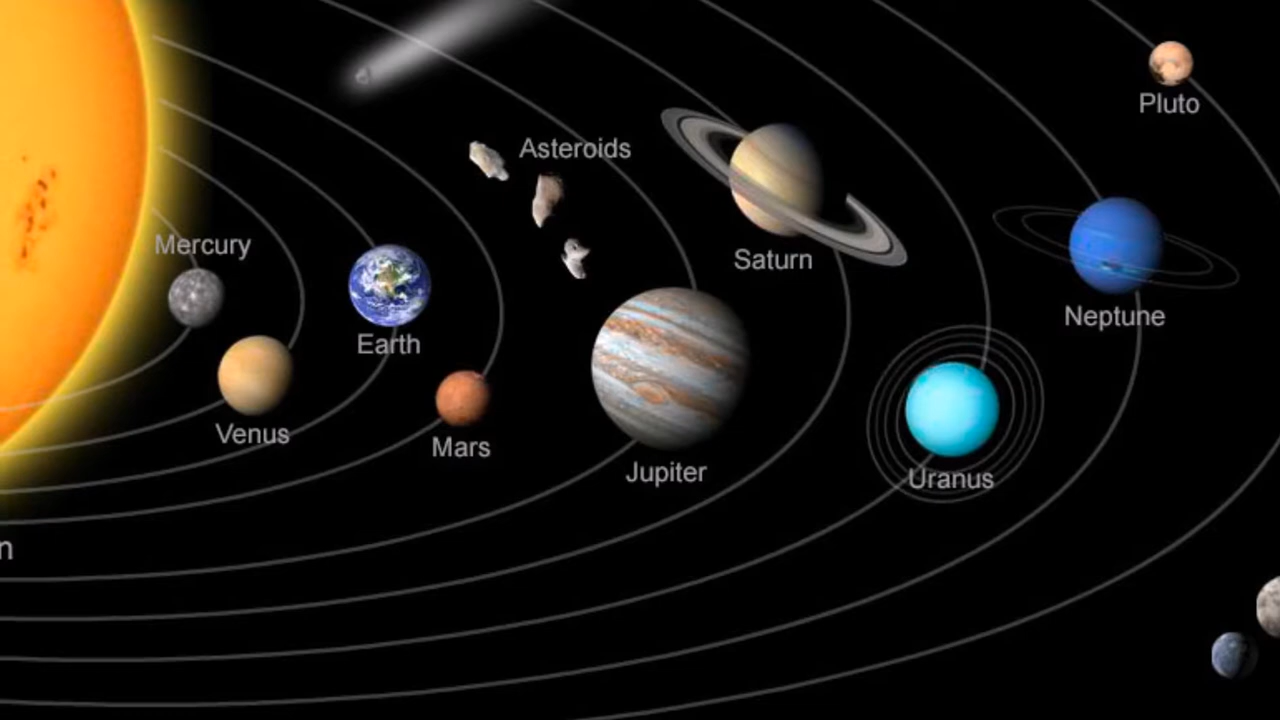 Pluto
Asteroids
Mercury
Saturn
Neptune
Earth
Venus
Mars
Jupiter
Uranus
n